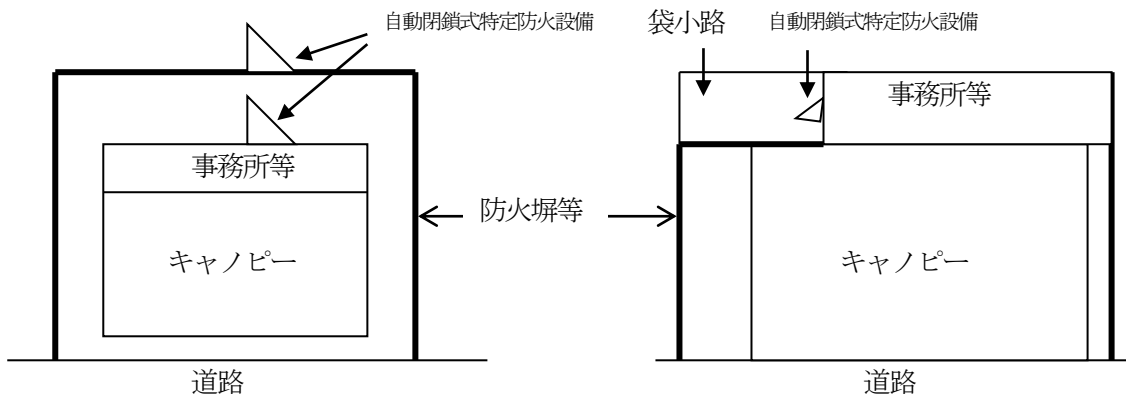 自動閉鎖式特定防火設備
袋小路
自動閉鎖式特定防火設備
事務所等
事務所等
防火塀等
キャノピー
キャノピー
道路
道路